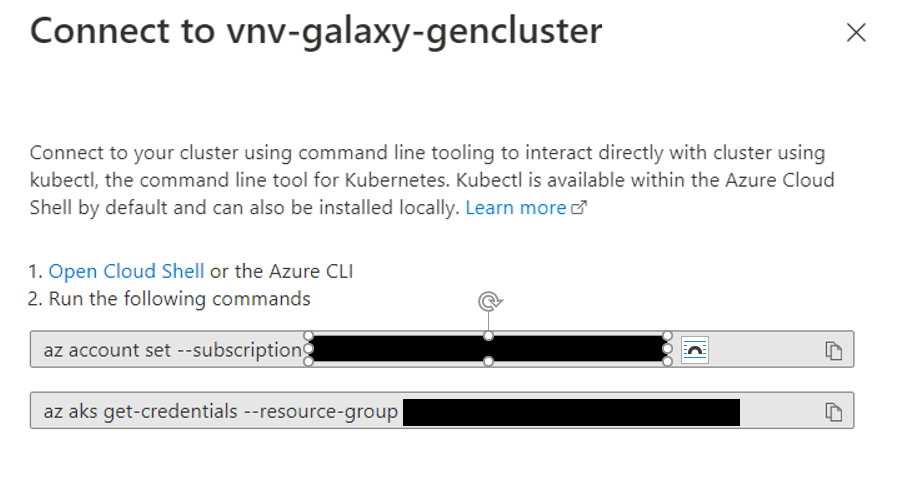 Connect to vnv-galaxy-gencluster
Connect to your cluster using command line tooling to interact directly with cluster using
kubectl, the command line tool for Kubernetes. Kubectl is available within the Azure Cloud
Shell by default and can also be installed locally. Learn more
1. Open Cloud Shell or the Azure CLI
2. Run the following commands
az account set --subscription
az aks get-credentials --resource-group